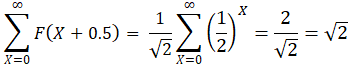 ∑_{X=0}^{∞} F(X + 0.5) = 1/√2 ∑_{X=0}^{∞} (1/2)^X = 2/√2 = √2